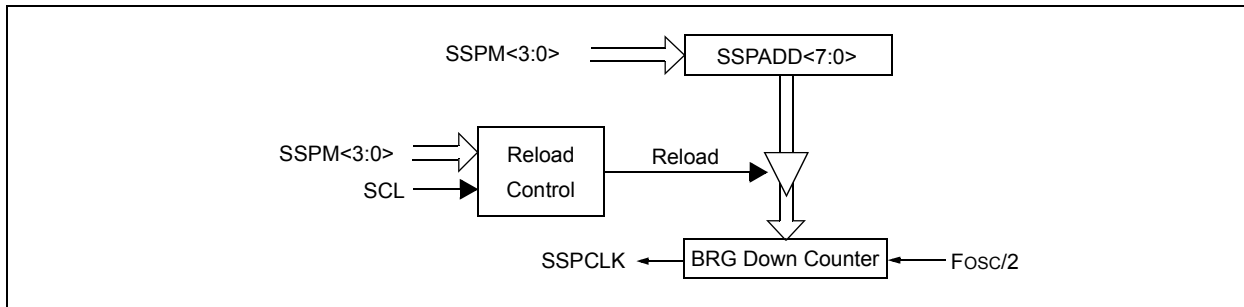 SSPM<3:0>
SSPADD<7:0>
SSPM<3:0>
SCL
Reload
Control
Reload
SSPCLK
BRG Down Counter
FOSC/2